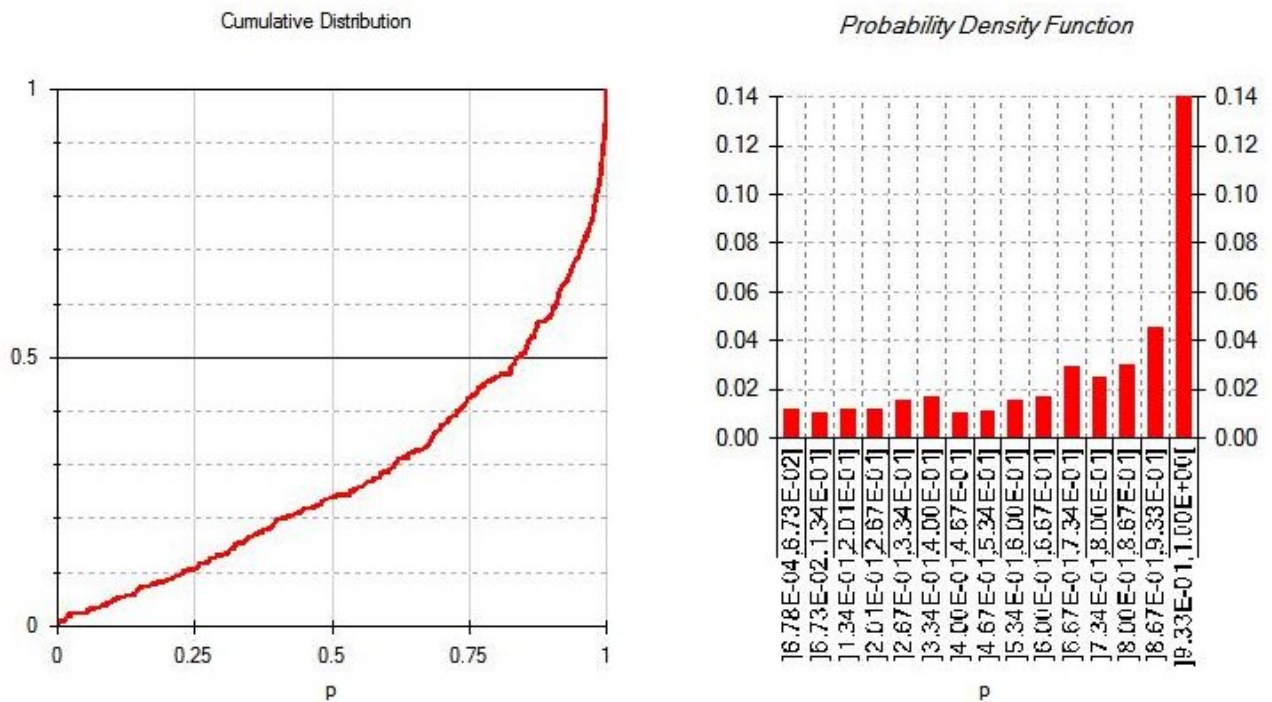 Cumulative Distribution
1
0.5
0
0
0.25
0.5
0.75
1
p
Probability Density Function
0.14
0.12
0.10
0.08
0.06
0.04
0.02
0.00
0.14
0.12
0.10
0.08
0.06
0.04
0.02
0.00
]6.78E-04,6.73E-02]
]6.73E-02,1.34E-01]
]1.34E-01,2.01E-01]
]2.01E-01,2.67E-01]
]2.67E-01,3.34E-01]
]3.34E-01,4.00E-01]
]4.00E-01,4.67E-01]
]4.67E-01,5.34E-01]
]5.34E-01,6.00E-01]
]6.00E-01,6.67E-01]
]6.67E-01,7.34E-01]
]7.34E-01,8.00E-01]
]8.00E-01,8.67E-01]
]8.67E-01,9.33E-01]
]9.33E-01,1.00E+00[
p